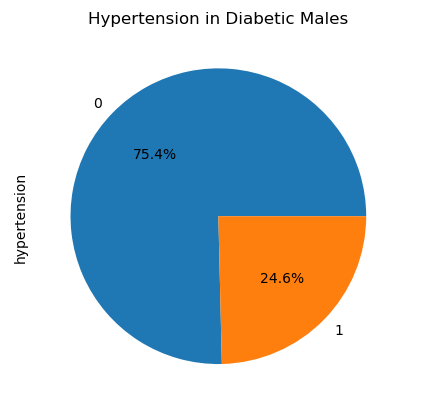 Hypertension in Diabetic Males
0
75.4%
hypertension
24.6%
1